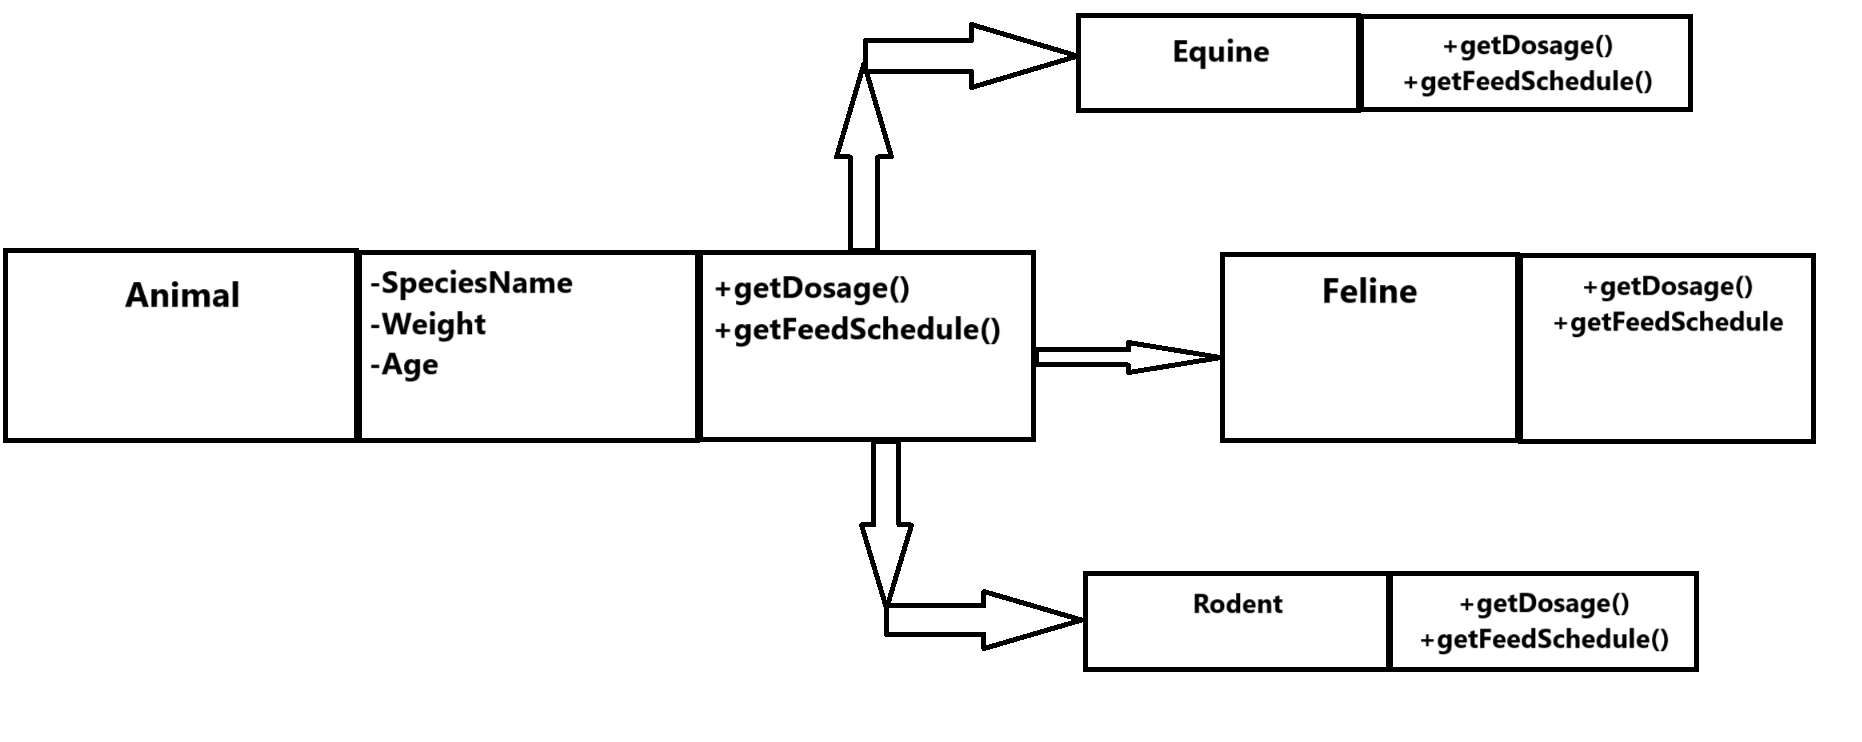 Equine
+getDosage()
+getFeedSchedule()
Animal
-SpeciesName
-Weight
-Age
+getDosage()
+getFeedSchedule()
Feline
+getDosage()
+getFeedSchedule
Rodent
+getDosage()
+getFeedSchedule()